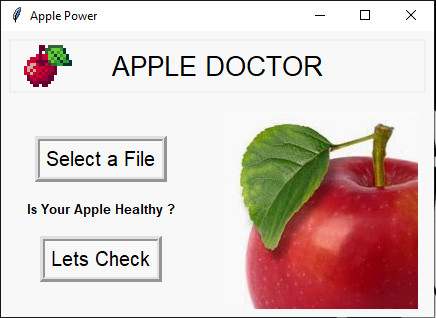 Apple Power
APPLE DOCTOR
Select a File
Is Your Apple Healthy ?
Lets Check